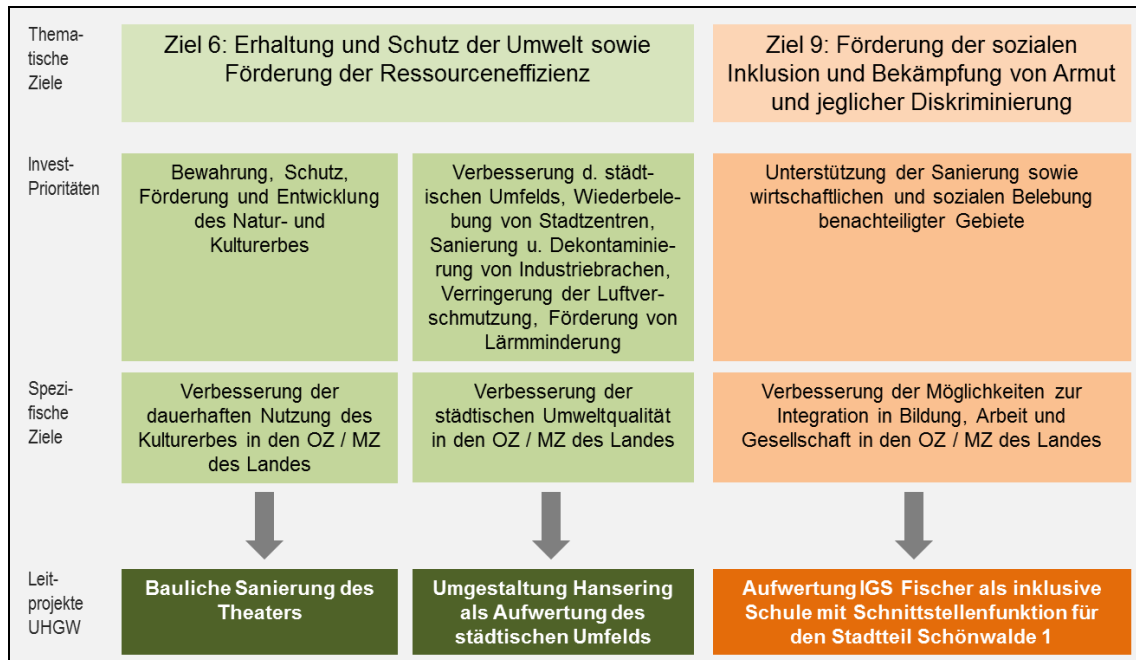 Thema-
tische
Ziele
Ziel 6: Erhaltung und Schutz der Umwelt sowie
Förderung der Ressourceneffizienz
Ziel 9: Förderung der sozialen
Inklusion und Bekämpfung von Armut
und jeglicher Diskriminierung
Invest-
Prioritäten
Bewahrung, Schutz,
Förderung und Entwicklung
des Natur- und
Kulturerbes
Verbesserung d. städt-
ischen Umfelds, Wiederbele-
bung von Stadtzentren,
Sanierung u. Dekontaminie-
rung von Industriebrachen,
Verringerung der Luftver-
schmutzung, Förderung von
Lärmminderung
Unterstützung der Sanierung sowie
wirtschaftlichen und sozialen Belebung
benachteiligter Gebiete
Spezi-
fische
Ziele
Verbesserung der
dauerhaften Nutzung des
Kulturerbes in den OZ / MZ
des Landes
Verbesserung der
städtischen Umweltqualität
in den OZ / MZ des Landes
Verbesserung der Möglichkeiten zur
Integration in Bildung, Arbeit und
Gesellschaft in den OZ / MZ des Landes
Leit-
projekte
UHGW
Bauliche Sanierung des
Theaters
Umgestaltung Hansering
als Aufwertung des
städtischen Umfelds
Aufwertung IGS Fischer als inklusive
Schule mit Schnittstellenfunktion für
den Stadtteil Schönwalde 1